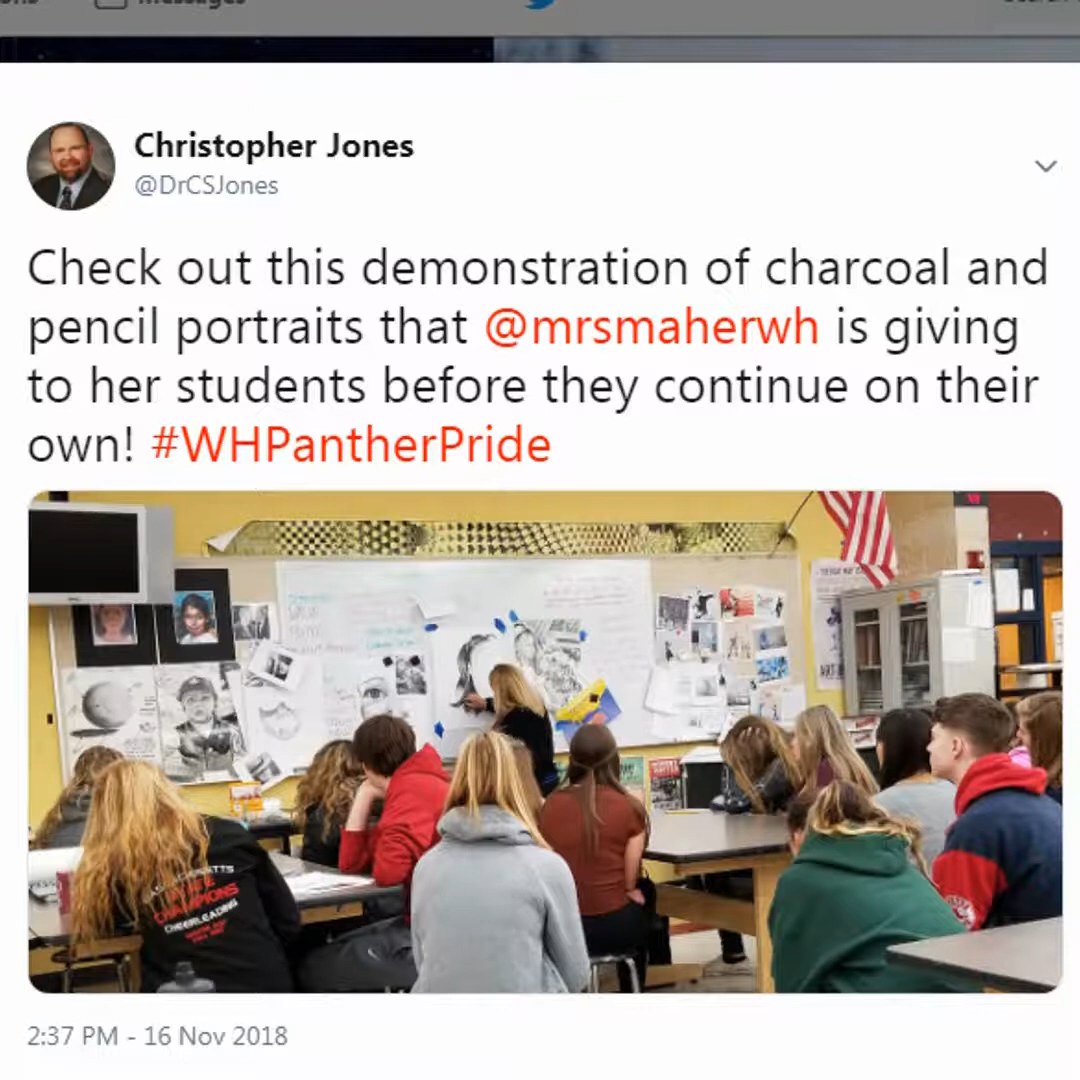 Messages
Christopher Jones
@DrCSJones
Check out this demonstration of charcoal and
pencil portraits that @mrsmaherwh is giving
to her students before they continue on their
own! #WHPantherPride
CHAMPIONS
CHEERLEADING
2:37 PM - 16 Nov 2018